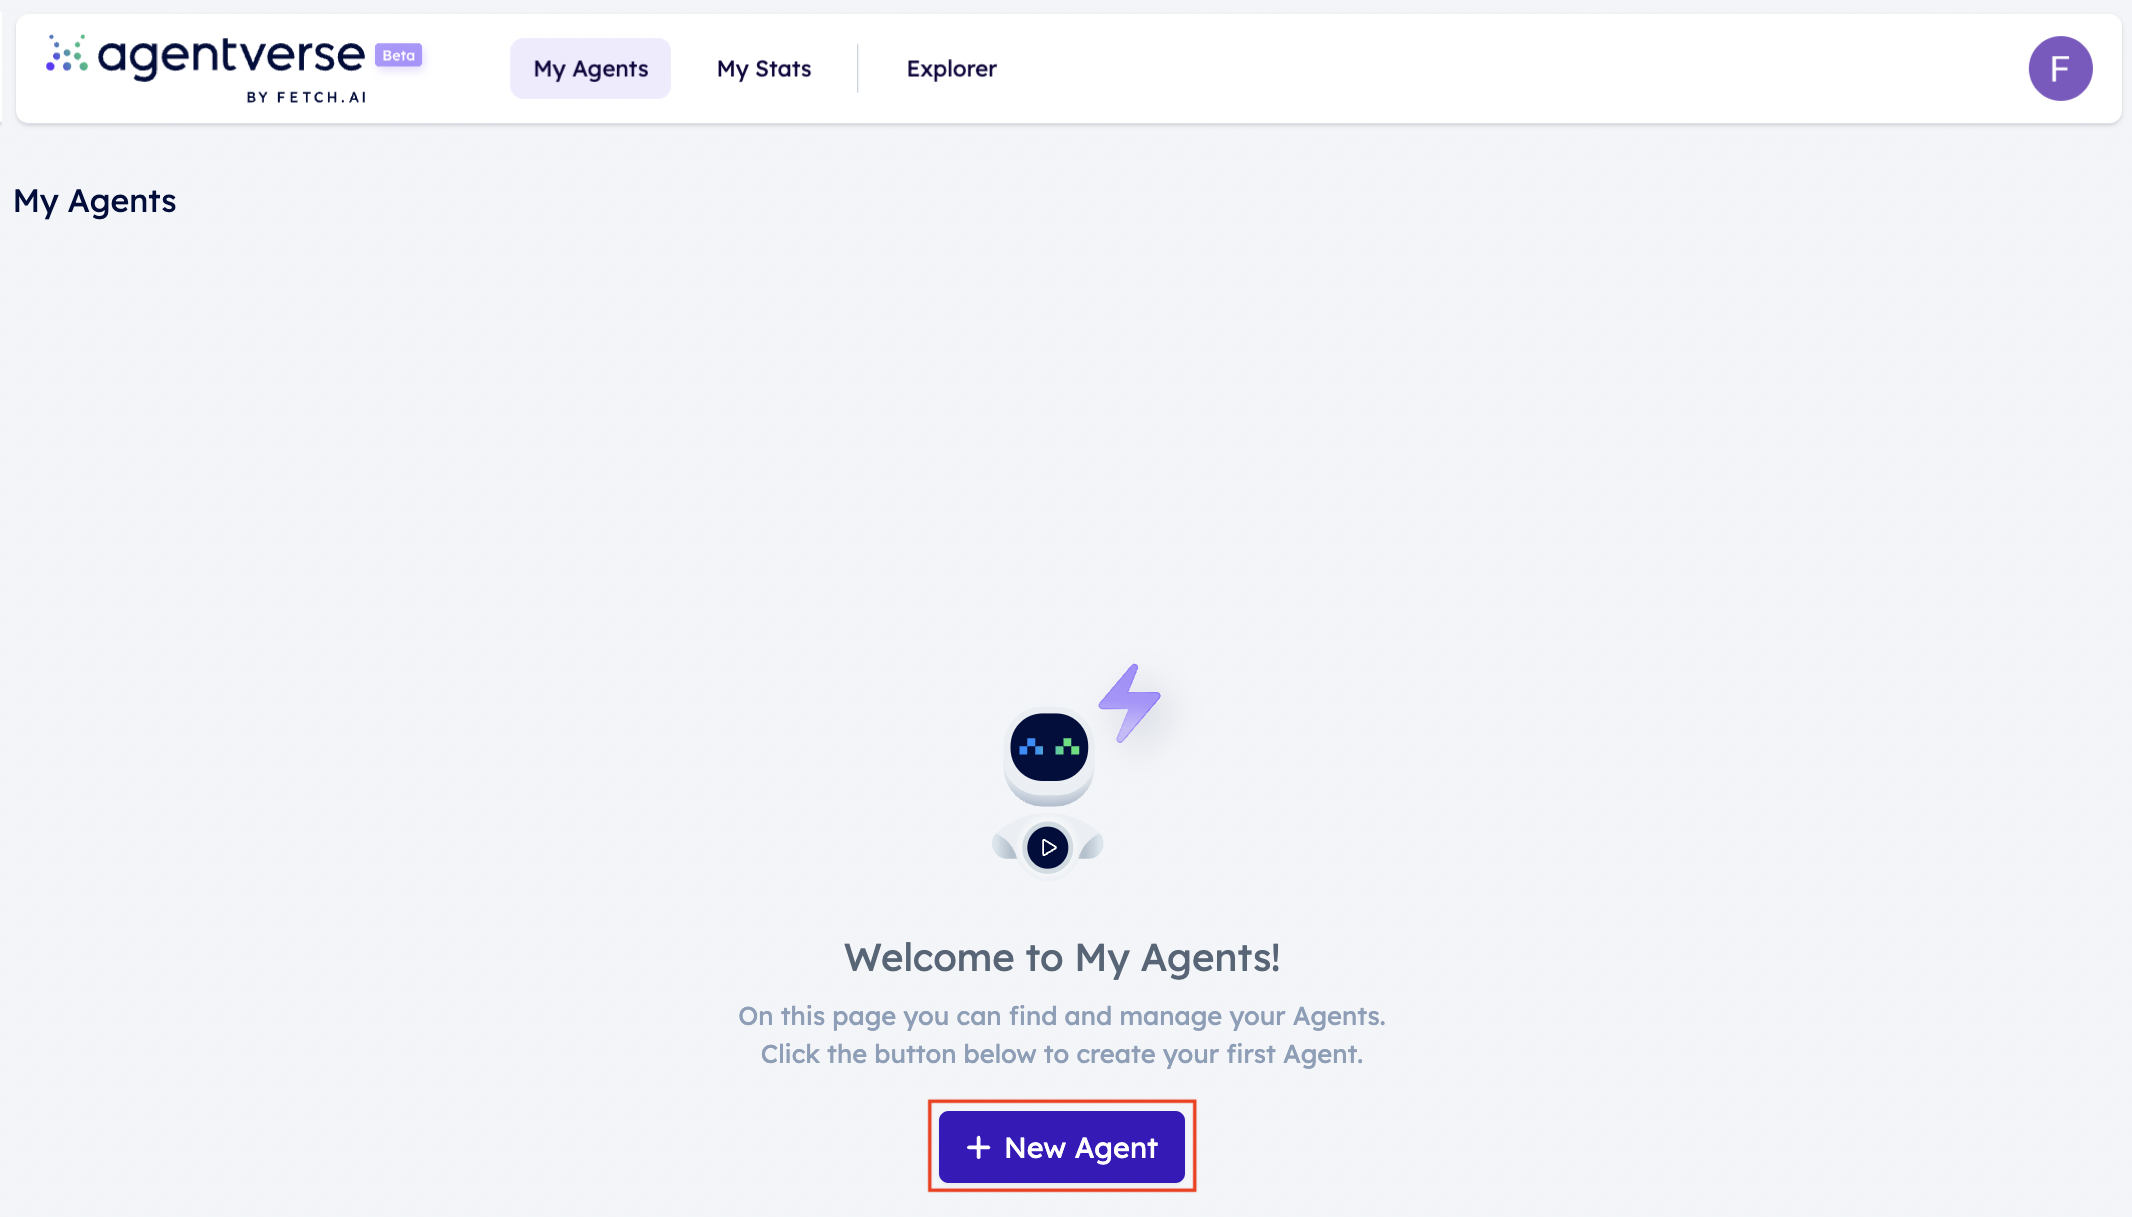 agentverse Beta
BY FETCH.AI
My Agents
My Stats
Explorer
F
My Agents
Welcome to My Agents!
On this page you can find and manage your Agents.
Click the button below to create your first Agent.
+ New Agent